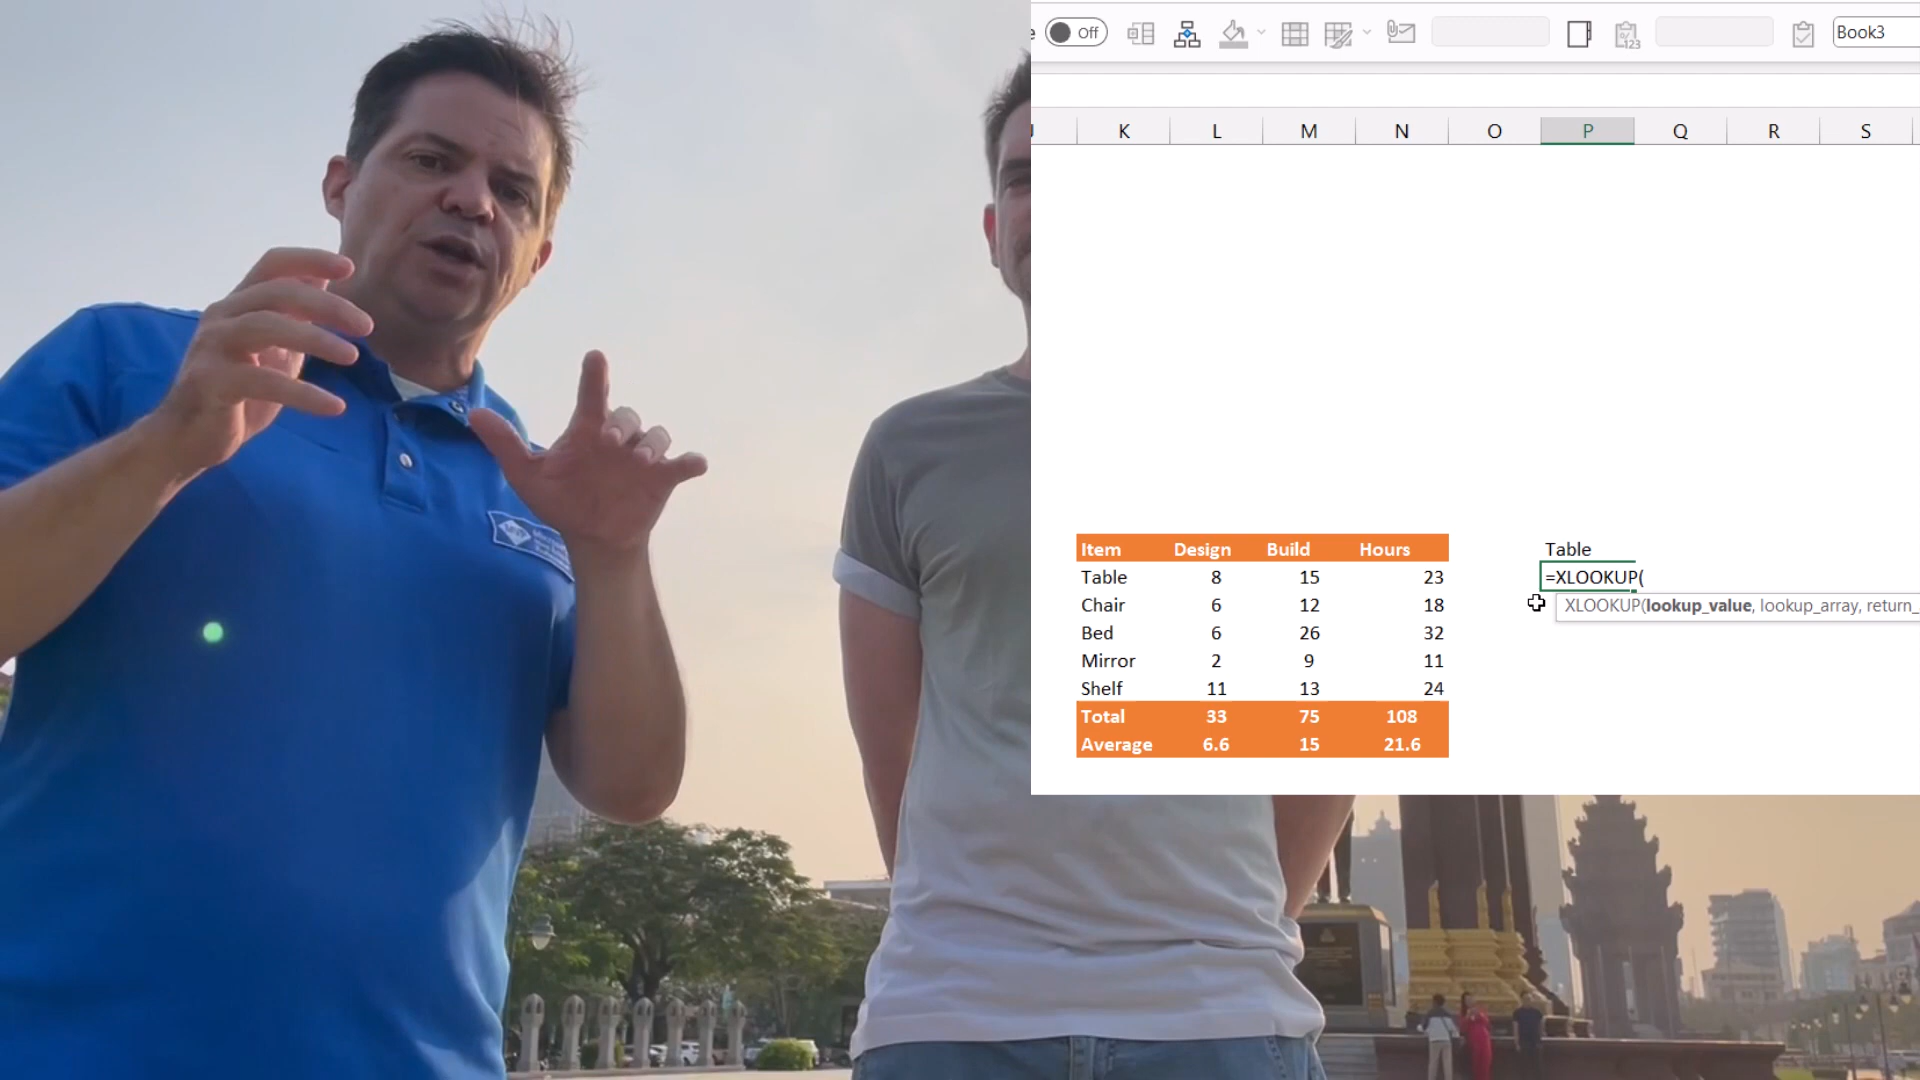 Off
Book3
K L M N O P Q R S
Item Design Build Hours
Table 8 15 23
Chair 6 12 18
Bed 6 26 32
Mirror 2 9 11
Shelf 11 13 24
Total 33 75 108
Average 6.6 15 21.6
Table
=XLOOKUP(
XLOOKUP(lookup_value, lookup_array, return_